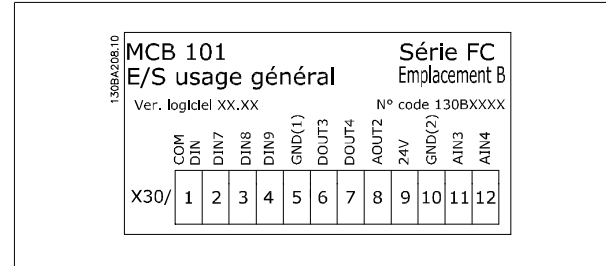 130BA208.10
MCB 101
Série FC
E/S usage général
Emplacement B
Ver. logiciel XX.XX
N° code 130BXXXX
COM DIN
DIN7
DIN8
DIN9
GND(1)
DOUT3
DOUT4
AOUT2
24V
GND(2)
AIN3
AIN4
X30/ 1 2 3 4 5 6 7 8 9 10 11 12